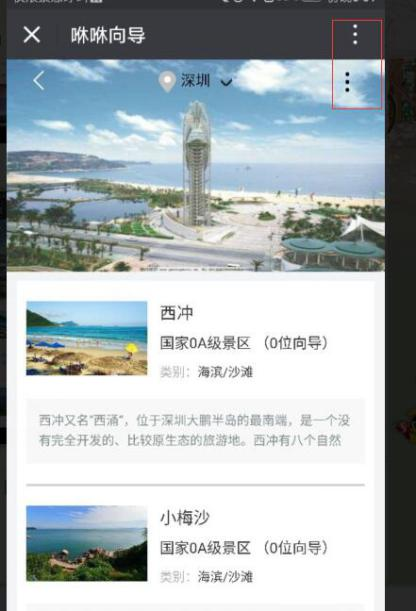 咻咻向导
深圳
西冲
国家0A级景区 （0位向导）
类别： 海滨/沙滩
西冲又名“西涌”，位于深圳大鹏半岛的最南端，是一个没
有完全开发的、比较原生态的旅游地。西冲有八个自然
小梅沙
国家0A级景区 （0位向导）
类别： 海滨/沙滩